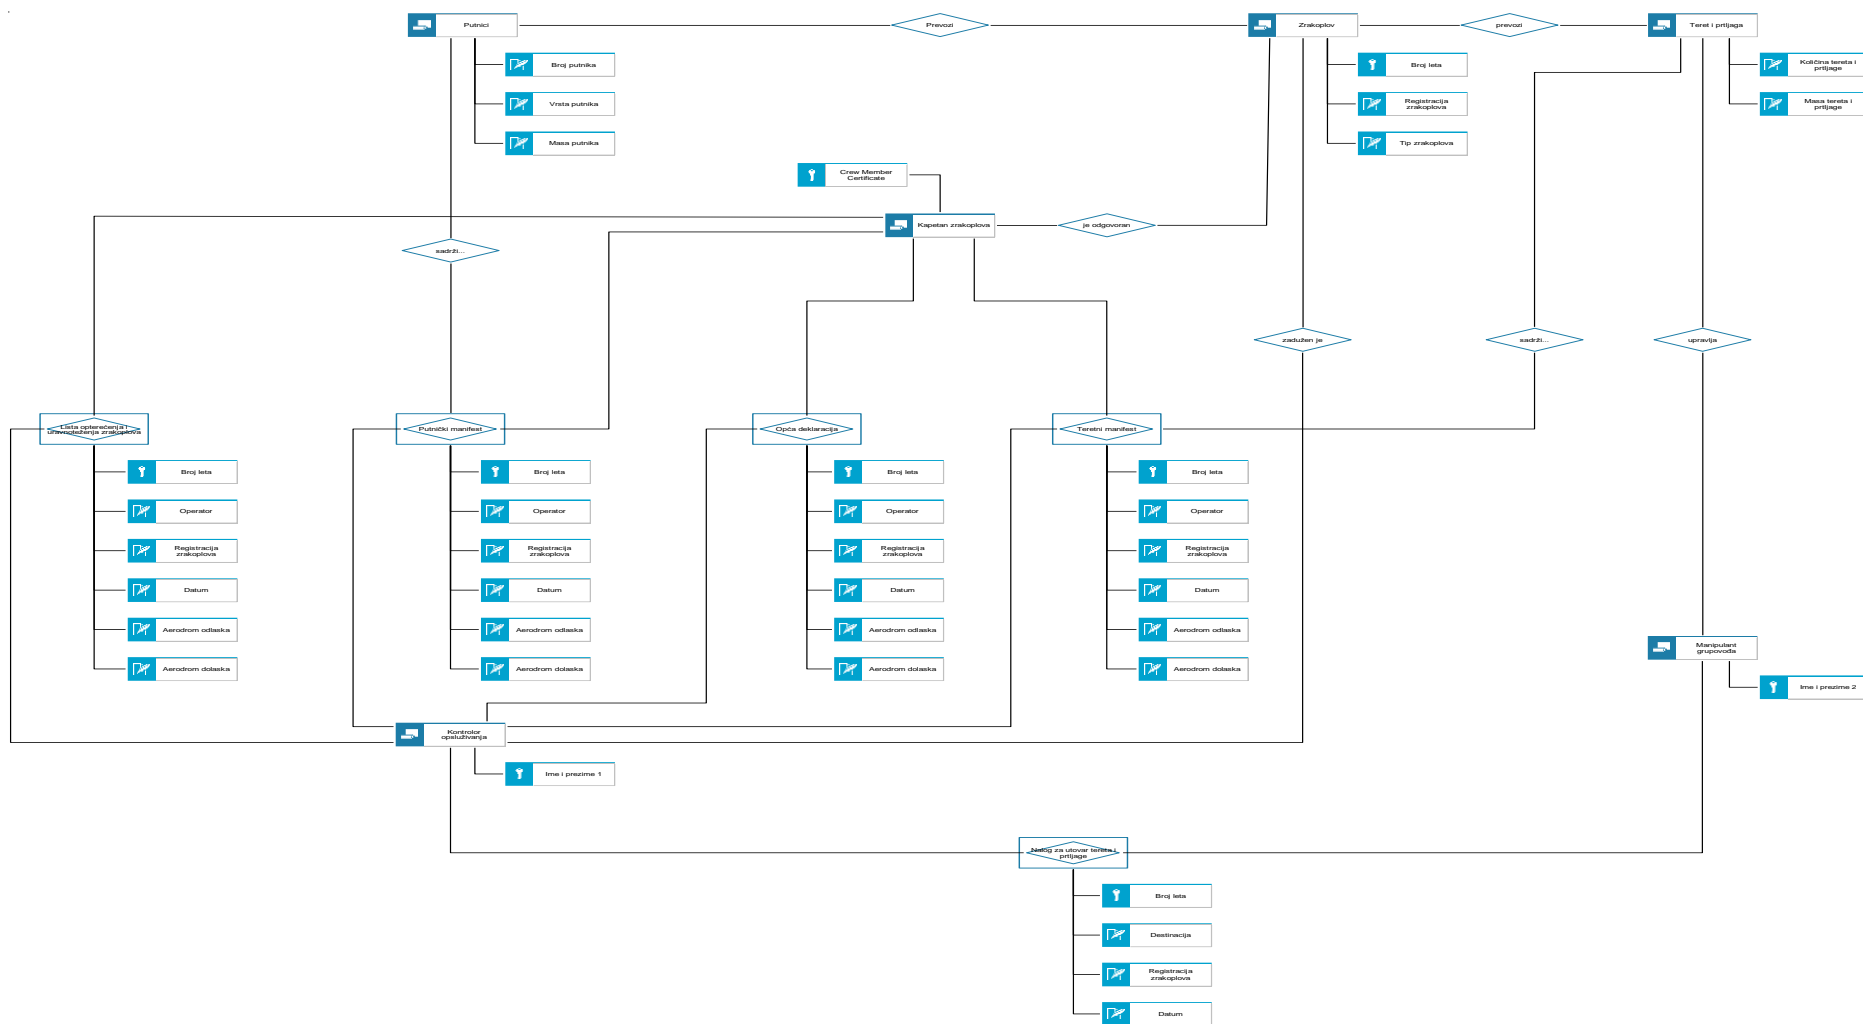 Putnici
Prevozi
Zrakoplov
prevozi
Teret i prtljaga
Broj putnika
Broj leta
Količina tereta i
prtljage
Vrsta putnika
Registracija
zrakoplova
Masa tereta i
prtljage
Masa putnika
Tip zrakoplova
Crew Member
Certificate
Kapetan zrakoplova
je odgovoran
sadrži...
zadužen je
sadrži...
upravlja
Lista opterećenja i
uravnoteženja zrakoplova
Putnički manifest
Opća deklaracija
Teretni manifest
Broj leta
Broj leta
Broj leta
Broj leta
Operator
Operator
Operator
Operator
Registracija
zrakoplova
Registracija
zrakoplova
Registracija
zrakoplova
Registracija
zrakoplova
Datum
Datum
Datum
Datum
Aerodrom odlaska
Aerodrom odlaska
Aerodrom odlaska
Aerodrom odlaska
Aerodrom dolaska
Aerodrom dolaska
Aerodrom dolaska
Aerodrom dolaska
Manipulant
grupovođa
Ime i prezime 2
Kontrolor
opsluživanja
Ime i prezime 1
Nalog za utovar tereta i
prtljage
Broj leta
Destinacija
Registracija
zrakoplova
Datum